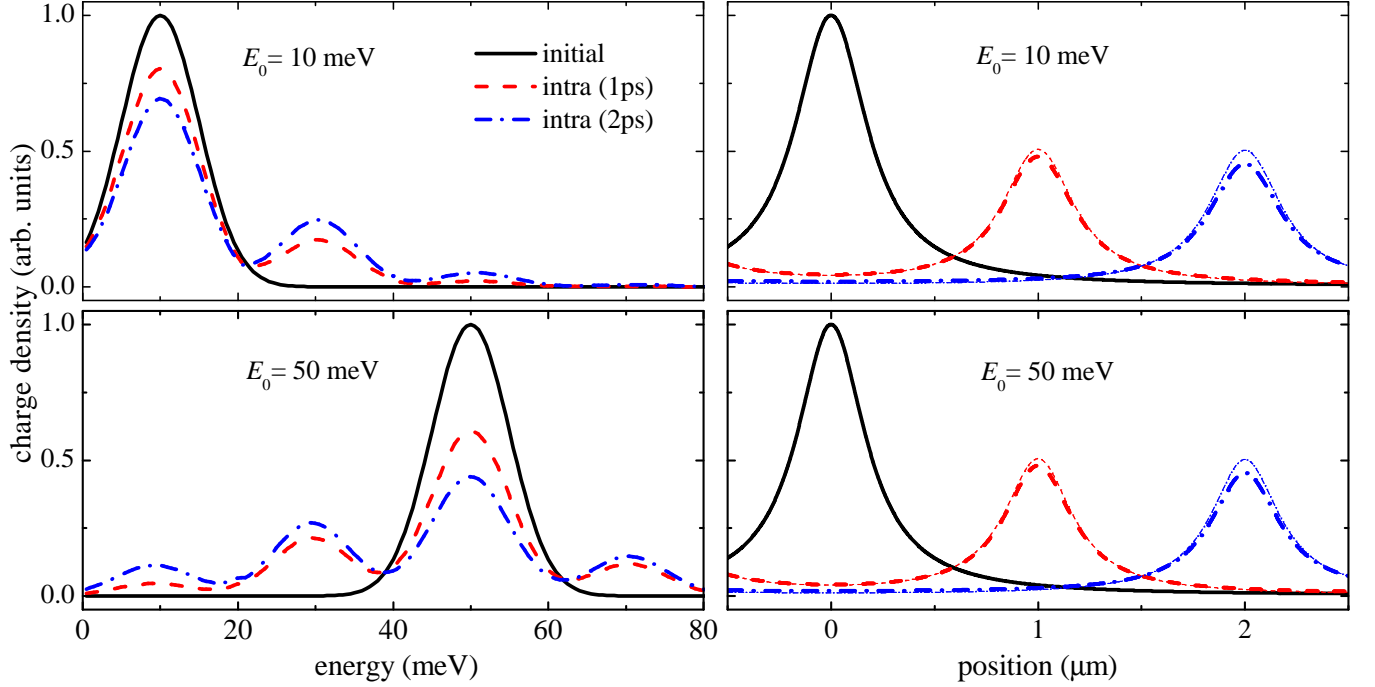 1.0
0.5
0.0
E0= 10 meV
initial
intra (1ps)
intra (2ps)
E0= 10 meV
1.0
0.5
0.0
E0= 50 meV
E0= 50 meV
charge density (arb. units)
0 20 40 60 80
0 1 2
energy (meV)
position (μm)